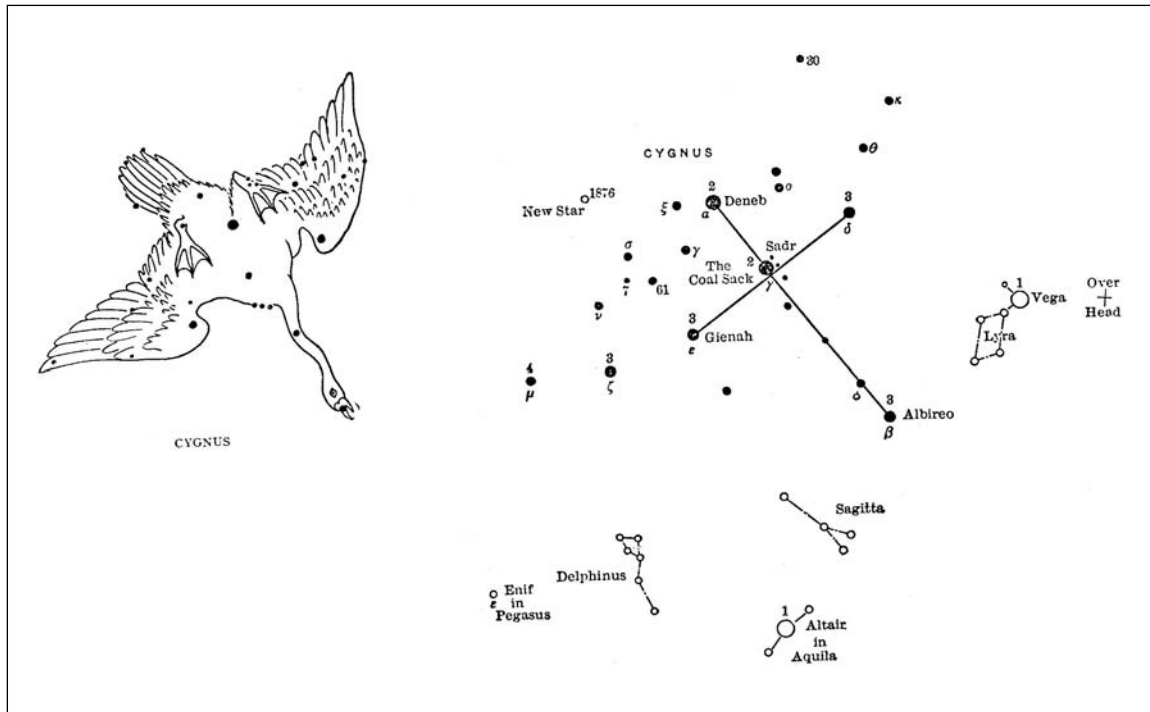 CYGNUS
30
κ
CYGNUS
θ
1876
New Star
ξ
2
Deneb
α
ο
3
δ
σ
γ
Sadr
2
The
Coal Sack
γ
7
61
ν
3
Gienah
ε
1
Vega
Over
Head
Lyra
4
μ
3
ζ
φ
3
Albireo
β
Sagitta
Delphinus
Enif
ε in
Pegasus
1
Altair
in
Aquila